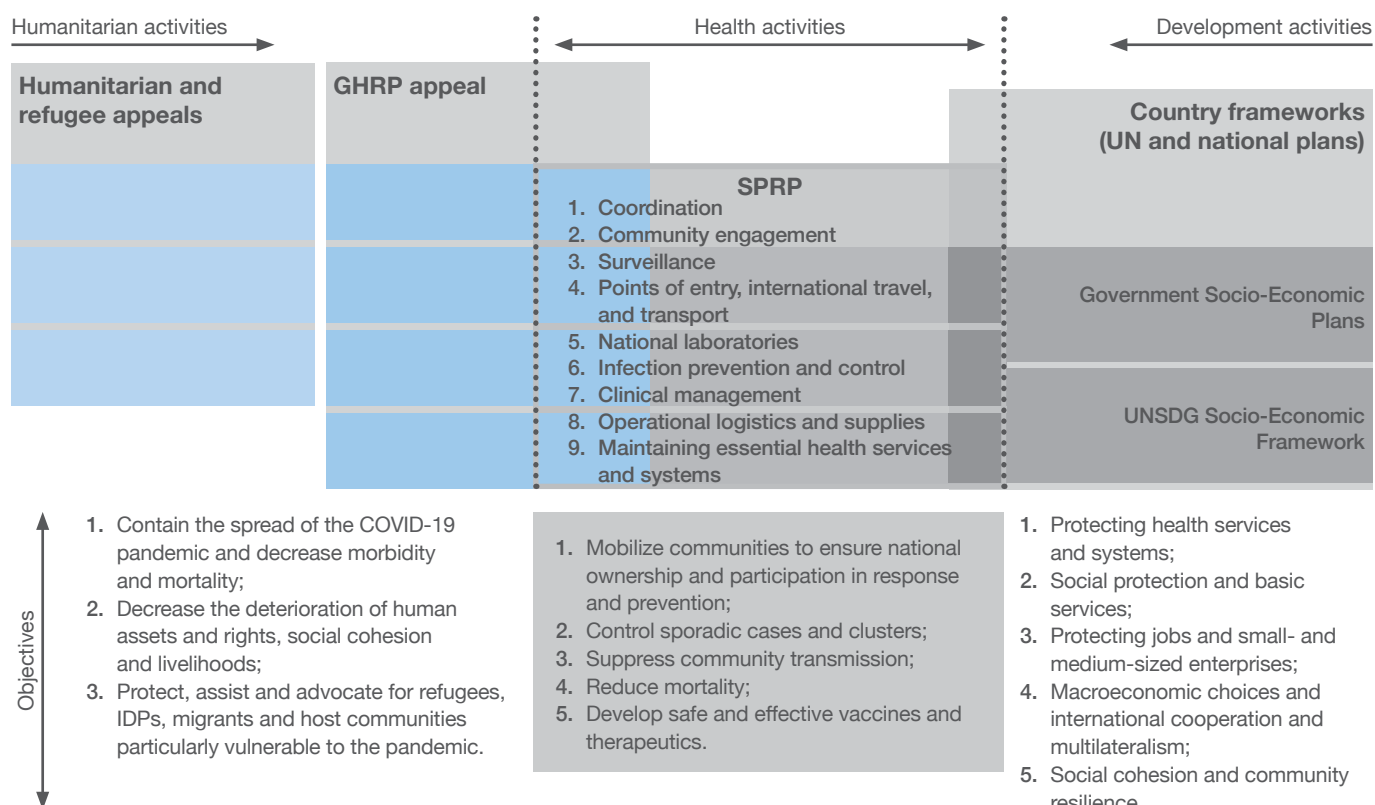 Humanitarian activities
Health activities
Development activities
Humanitarian and
refugee appeals
GHRP appeal
Country frameworks
(UN and national plans)
SPRP
1. Coordination
2. Community engagement
3. Surveillance
4. Points of entry, international travel,
and transport
5. National laboratories
6. Infection prevention and control
7. Clinical management
8. Operational logistics and supplies
9. Maintaining essential health services
and systems
Government Socio-Economic
Plans
UNSDG Socio-Economic
Framework
Objectives
1. Contain the spread of the COVID-19
pandemic and decrease morbidity
and mortality;
2. Decrease the deterioration of human
assets and rights, social cohesion
and livelihoods;
3. Protect, assist and advocate for refugees,
IDPs, migrants and host communities
particularly vulnerable to the pandemic.
1. Mobilize communities to ensure national
ownership and participation in response
and prevention;
2. Control sporadic cases and clusters;
3. Suppress community transmission;
4. Reduce mortality;
5. Develop safe and effective vaccines and
therapeutics.
1. Protecting health services
and systems;
2. Social protection and basic
services;
3. Protecting jobs and small- and
medium-sized enterprises;
4. Macroeconomic choices and
international cooperation and
multilateralism;
5. Social cohesion and community
resilience